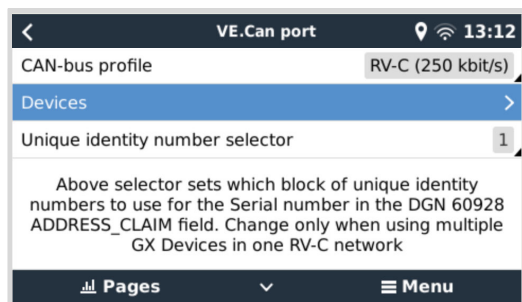 VE.Can port 13:12
CAN-bus profile RV-C (250 kbit/s)
Devices
Unique identity number selector 1
Above selector sets which block of unique identity
numbers to use for the Serial number in the DGN 60928
ADDRESS_CLAIM field. Change only when using multiple
GX Devices in one RV-C network
Pages Menu